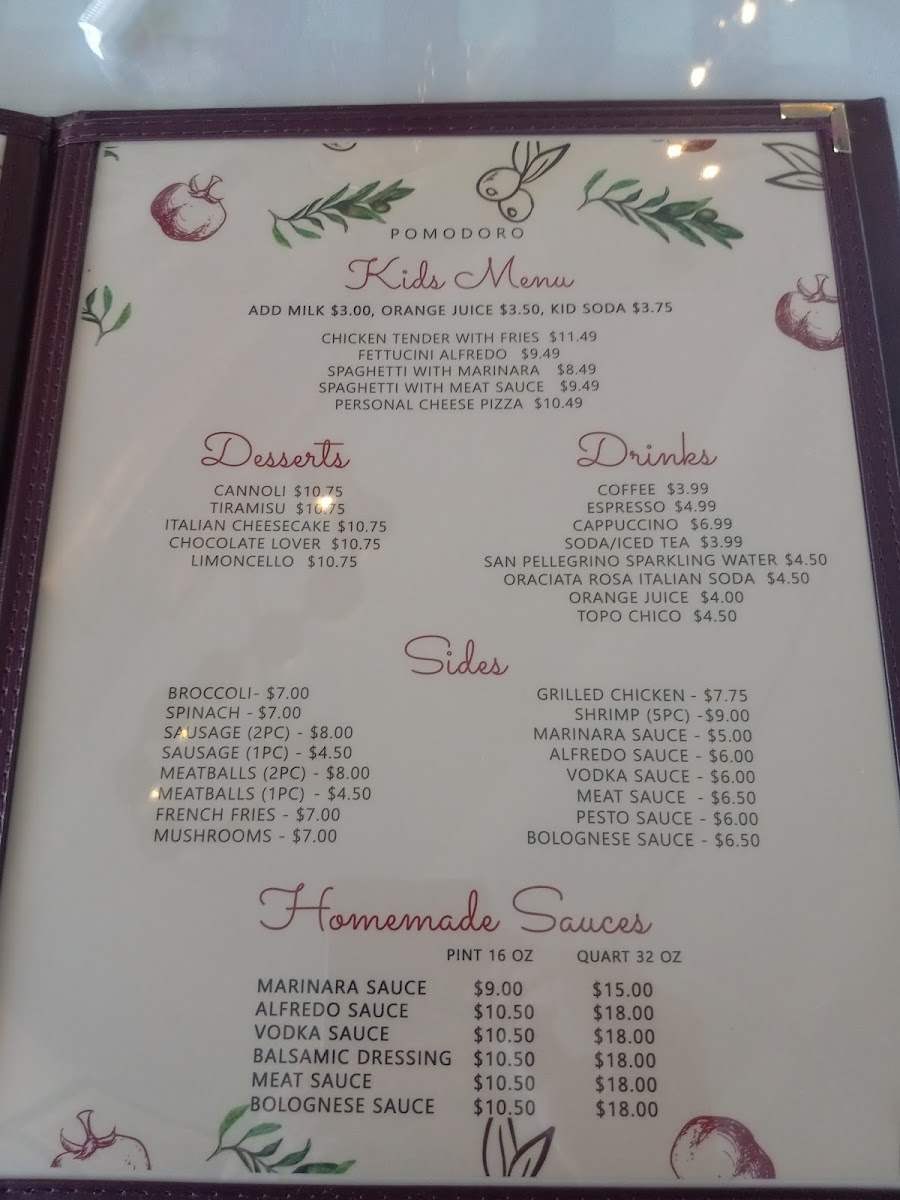 POMODORO
Kids Menu
ADD MILK $3.00, ORANGE JUICE $3.50, KID SODA $3.75
CHICKEN TENDER WITH FRIES $11.49
FETTUCINI ALFREDO $9.49
SPAGHETTI WITH MARINARA $8.49
SPAGHETTI WITH MEAT SAUCE $9.49
PERSONAL CHEESE PIZZA $10.49
Desserts
CANNOLI $10.75
TIRAMISU $10.75
ITALIAN CHEESECAKE $10.75
CHOCOLATE LOVER $10.75
LIMONCELLO $10.75
Drinks
COFFEE $3.99
ESPRESSO $4.99
CAPPUCCINO $6.99
SODA/ICED TEA $3.99
SAN PELLEGRINO SPARKLING WATER $4.50
ORACIATA ROSA ITALIAN SODA $4.50
ORANGE JUICE $4.00
TOPO CHICO $4.50
Sides
BROCCOLI- $7.00
SPINACH - $7.00
SAUSAGE (2PC) - $8.00
SAUSAGE (1PC) - $4.50
MEATBALLS (2PC) - $8.00
MEATBALLS (1PC) - $4.50
FRENCH FRIES - $7.00
MUSHROOMS - $7.00
GRILLED CHICKEN - $7.75
SHRIMP (5PC) -$9.00
MARINARA SAUCE - $5.00
ALFREDO SAUCE - $6.00
VODKA SAUCE - $6.00
MEAT SAUCE - $6.50
PESTO SAUCE - $6.00
BOLOGNESE SAUCE - $6.50
Homemade Sauces
PINT 16 OZ QUART 32 OZ
MARINARA SAUCE $9.00 $15.00
ALFREDO SAUCE $10.50 $18.00
VODKA SAUCE $10.50 $18.00
BALSAMIC DRESSING $10.50 $18.00
MEAT SAUCE $10.50 $18.00
BOLOGNESE SAUCE $10.50 $18.00